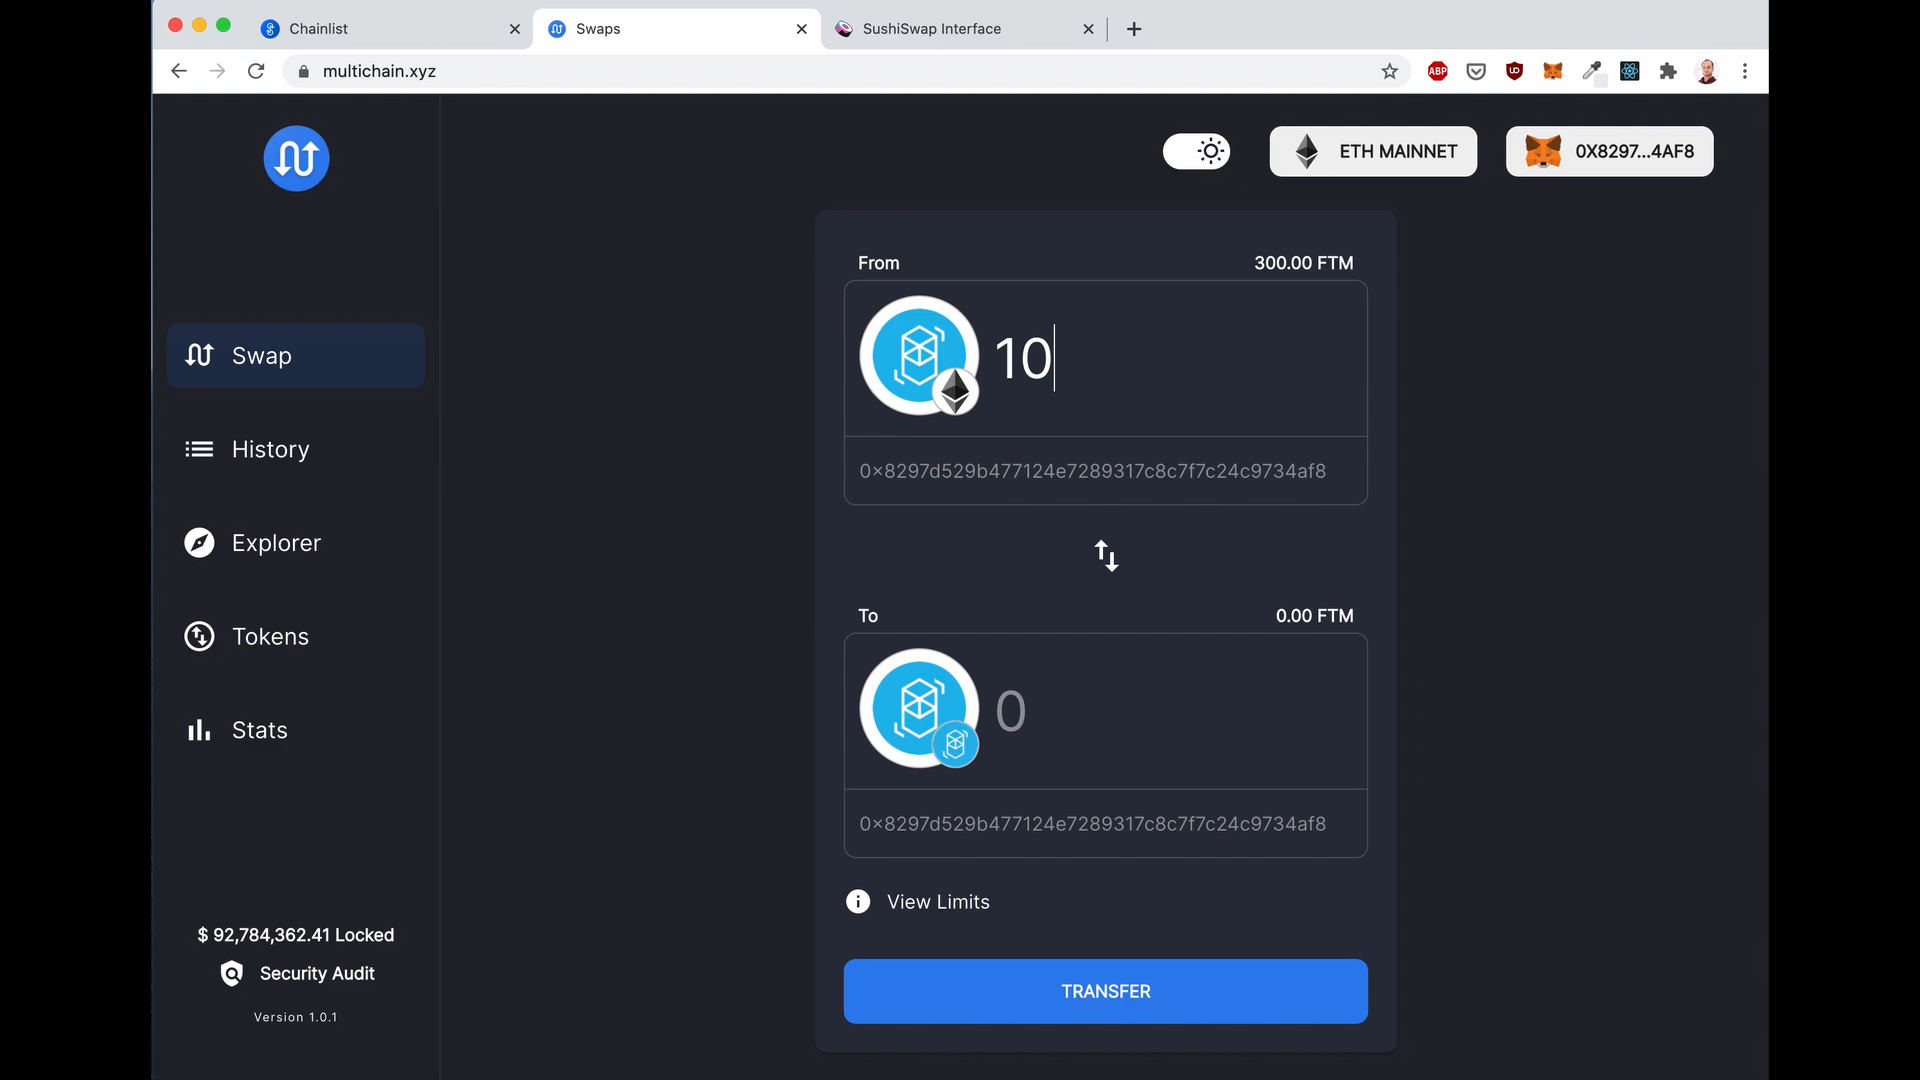 Chainlist
Swaps
SushiSwap Interface
multichain.xyz
ABP
ETH MAINNET
0X8297...4AF8
From
300.00 FTM
10
0x8297d529b477124e7289317c8c7f7c24c9734af8
Swap
History
Explorer
Tokens
Stats
To
0.00 FTM
0
0x8297d529b477124e7289317c8c7f7c24c9734af8
View Limits
TRANSFER
$ 92,784,362.41 Locked
Security Audit
Version 1.0.1